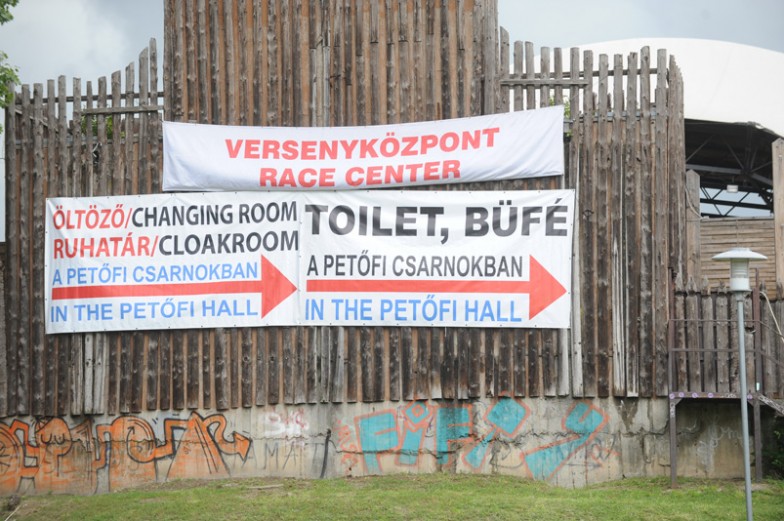 VERSENYKÖZPONT
RACE CENTER
ÖLTÖZŐ/CHANGING ROOM
RUHATÁR/CLOAKROOM
A PETŐFI CSARNOKBAN
IN THE PETŐFI HALL
TOILET, BÜFÉ
A PETŐFI CSARNOKBAN
IN THE PETŐFI HALL